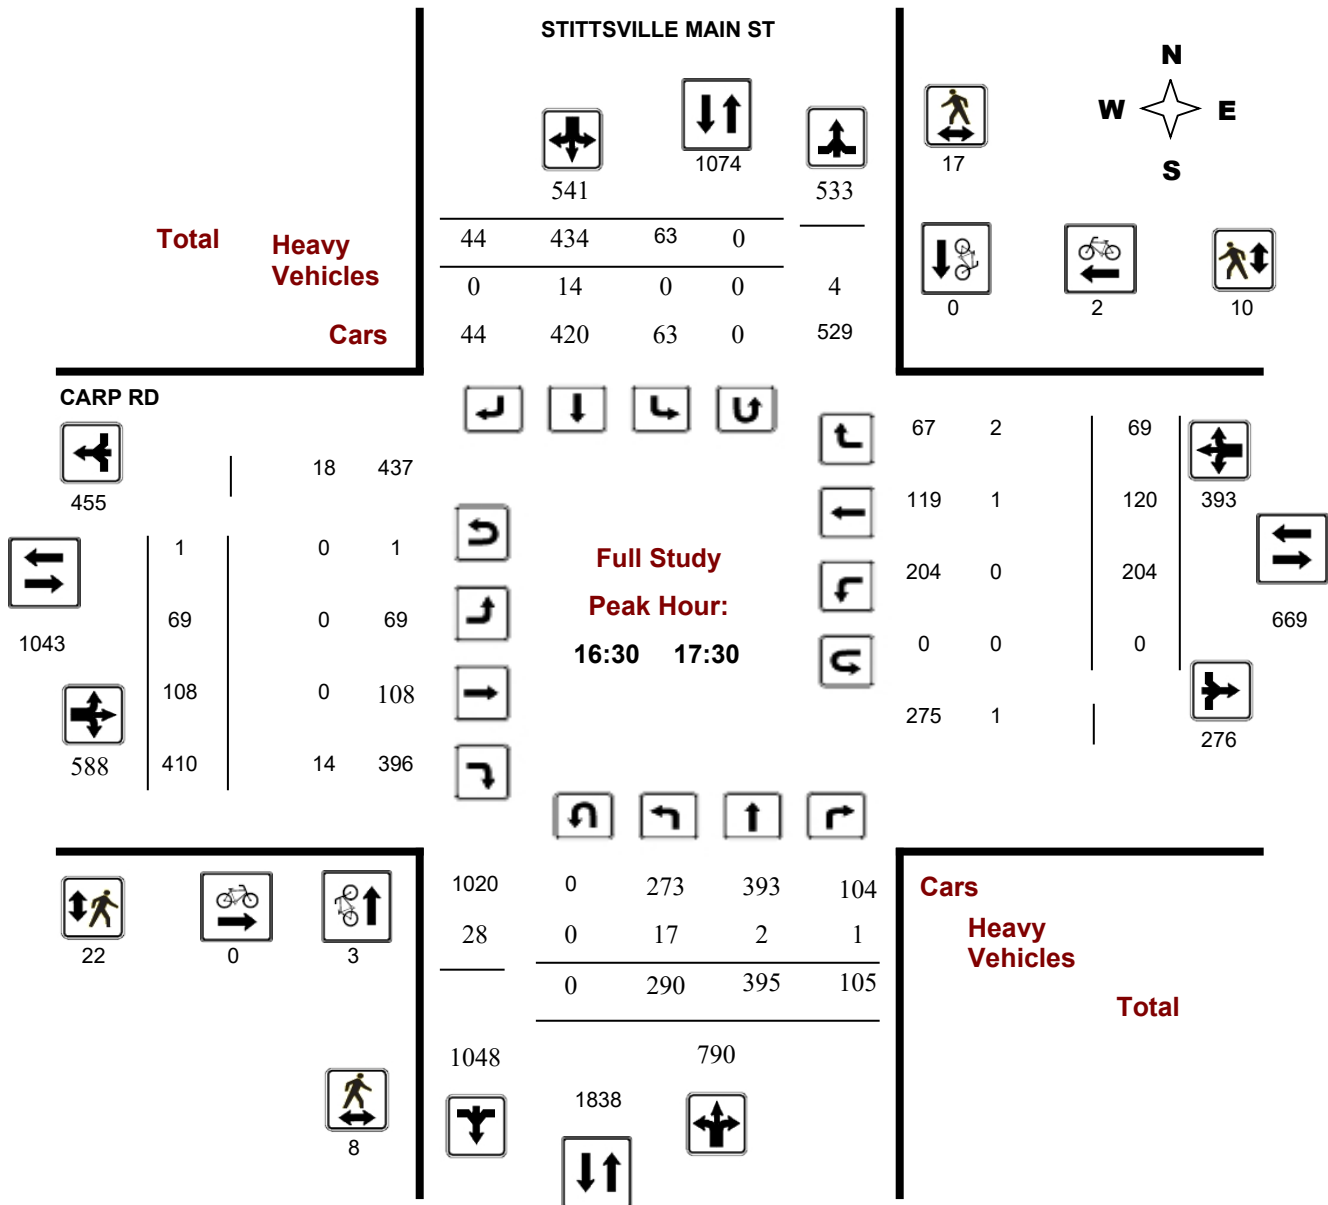 STITTSVILLE MAIN ST
N
W E
S
541
1074
533
17
Total
Heavy
Vehicles
Cars
44 434 63 0
0 14 0 0 4
44 420 63 0 529
0 2 10
CARP RD
455
18 437
1 0 1
69 0 69
1043
108 0 108
588
410 14 396
Full Study
Peak Hour:
16:30 17:30
67 2 69
119 1 120
393
204 0 204
669
0 0 0
275 1
276
22 0 3
1020 0 273 393 104
28 0 17 2 1
0 290 395 105
1048 790
1838
8
Cars
Heavy
Vehicles
Total